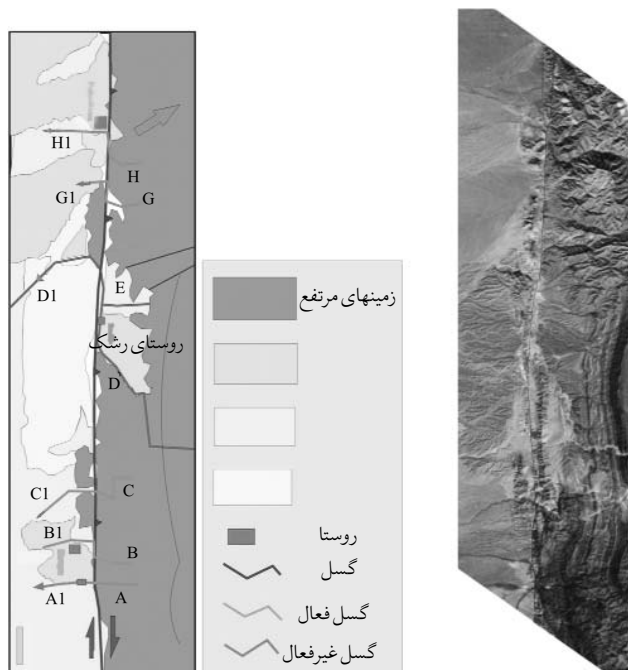 H1
H
G1
G
E
D1
روستای رشک
D
C1
C
B1
B
A1
A
زمینهای مرتفع
روستا
گسل
گسل فعال
گسل غیرفعال